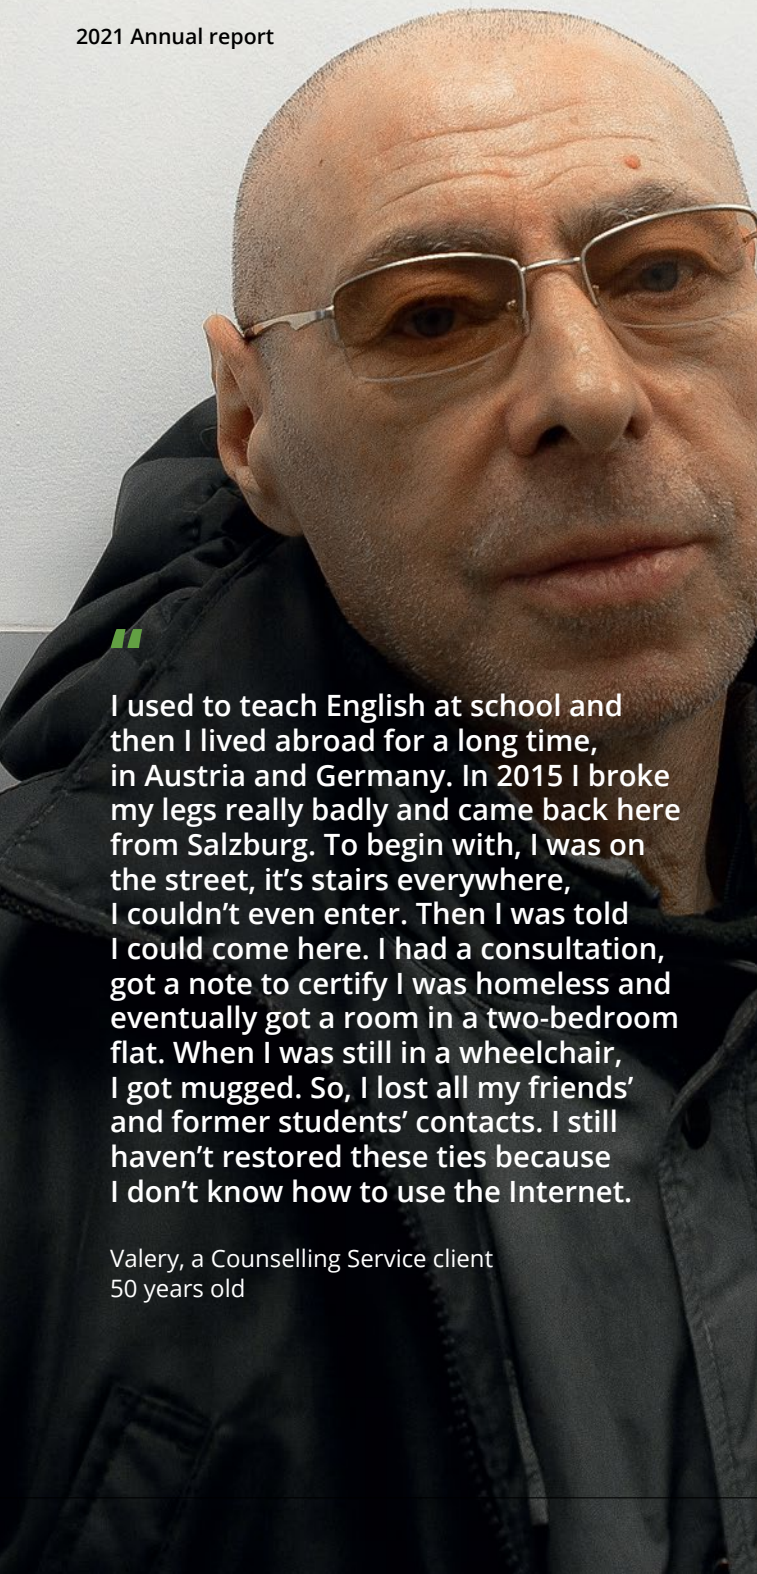 2021 Annual report
"
I used to teach English at school and
then I lived abroad for a long time,
in Austria and Germany. In 2015 I broke
my legs really badly and came back here
from Salzburg. To begin with, I was on
the street, it’s stairs everywhere,
I couldn’t even enter. Then I was told
I could come here. I had a consultation,
got a note to certify I was homeless and
eventually got a room in a two-bedroom
flat. When I was still in a wheelchair,
I got mugged. So, I lost all my friends’
and former students’ contacts. I still
haven’t restored these ties because
I don’t know how to use the Internet.
Valery, a Counselling Service client
50 years old